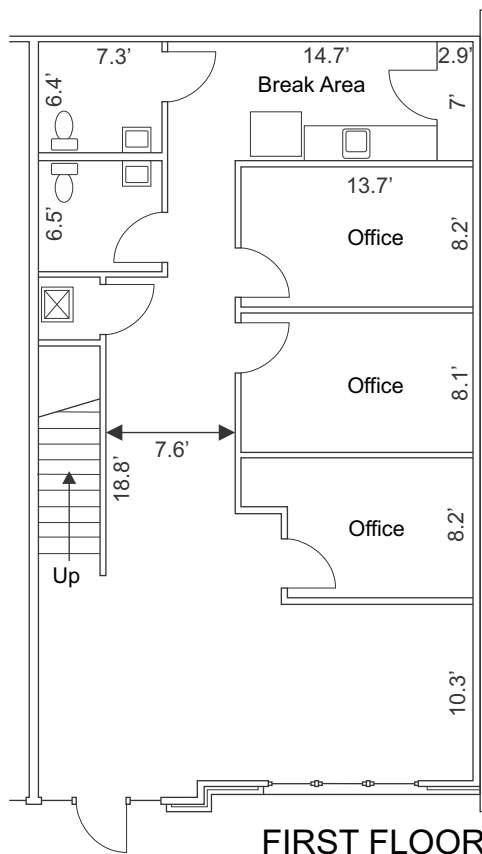 7.3’
14.7’
2.9’
6.4’
Break Area
7’
13.7’
6.5’
Office
8.2’
Office
8.1’
7.6’
18.8’
Office
8.2’
Up
10.3’
FIRST FLOOR